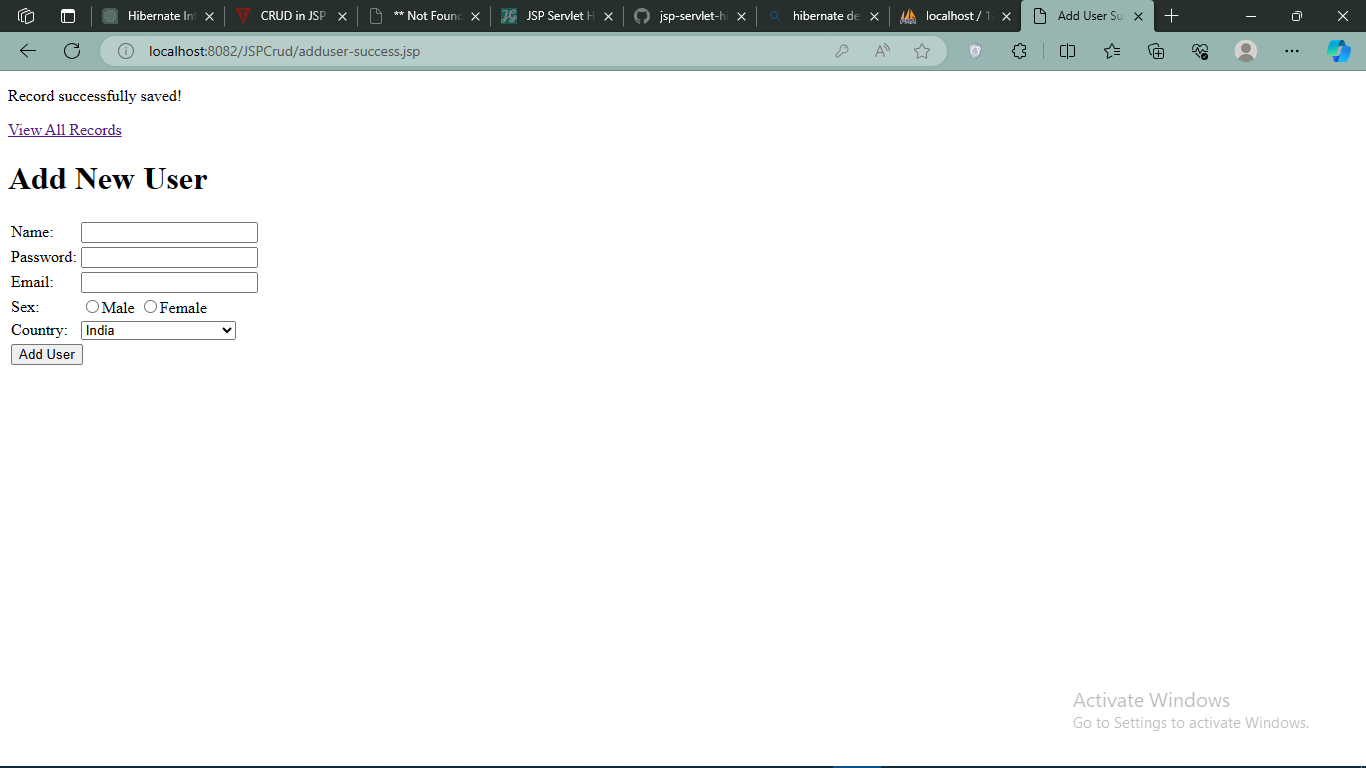 Hibernate In
CRUD in JSP
** Not Found
JSP Servlet H
jsp-servlet-h
hibernate de
localhost / 1
Add User Su
localhost:8082/JSPCrud/adduser-success.jsp
Record successfully saved!
View All Records
Add New User
Name:
Password:
Email:
Sex: Male Female
Country: India
Add User
Activate Windows
Go to Settings to activate Windows.